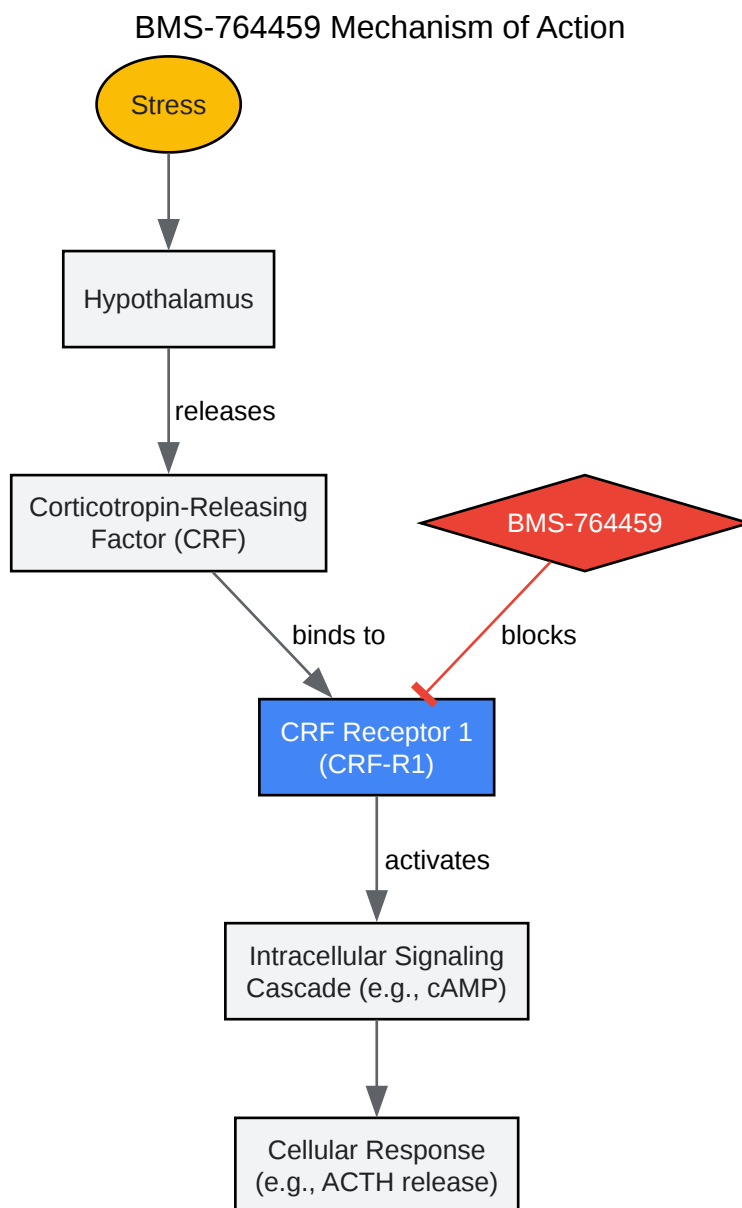 BMS-764459 Mechanism of Action
Stress
Hypothalamus
releases
Corticotropin-Releasing
Factor (CRF)
BMS-764459
binds to
blocks
CRF Receptor 1
(CRF-R1)
activates
Intracellular Signaling
Cascade (e.g., cAMP)
Cellular Response
(e.g., ACTH release)